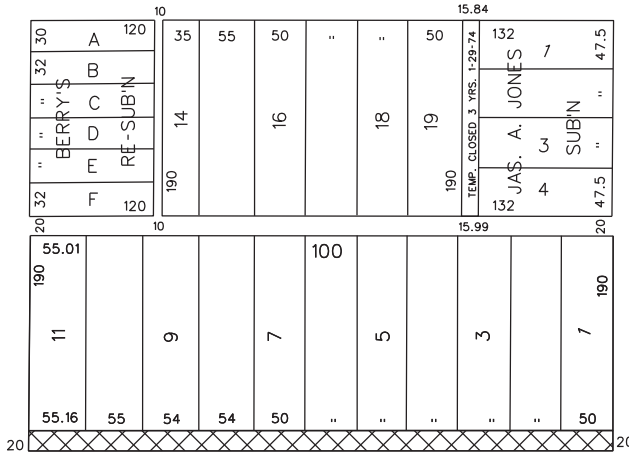 10
15.84
30 A 120
32 B
" C
" D
" E
32 F 120
BERRY'S
RE-SUB'N
35 55 50 " " 50
14 16 18 19
190 190
TEMP. CLOSED 3 YRS. 1-29-74
132 1 47.5
"
3 "
4 47.5
132
JAS. A. JONES
SUB'N
20 10 15.99 20
55.01 100
190 190
11 9 7 5 3 1
55.16 55 54 54 50 " " " " " 50
20 20